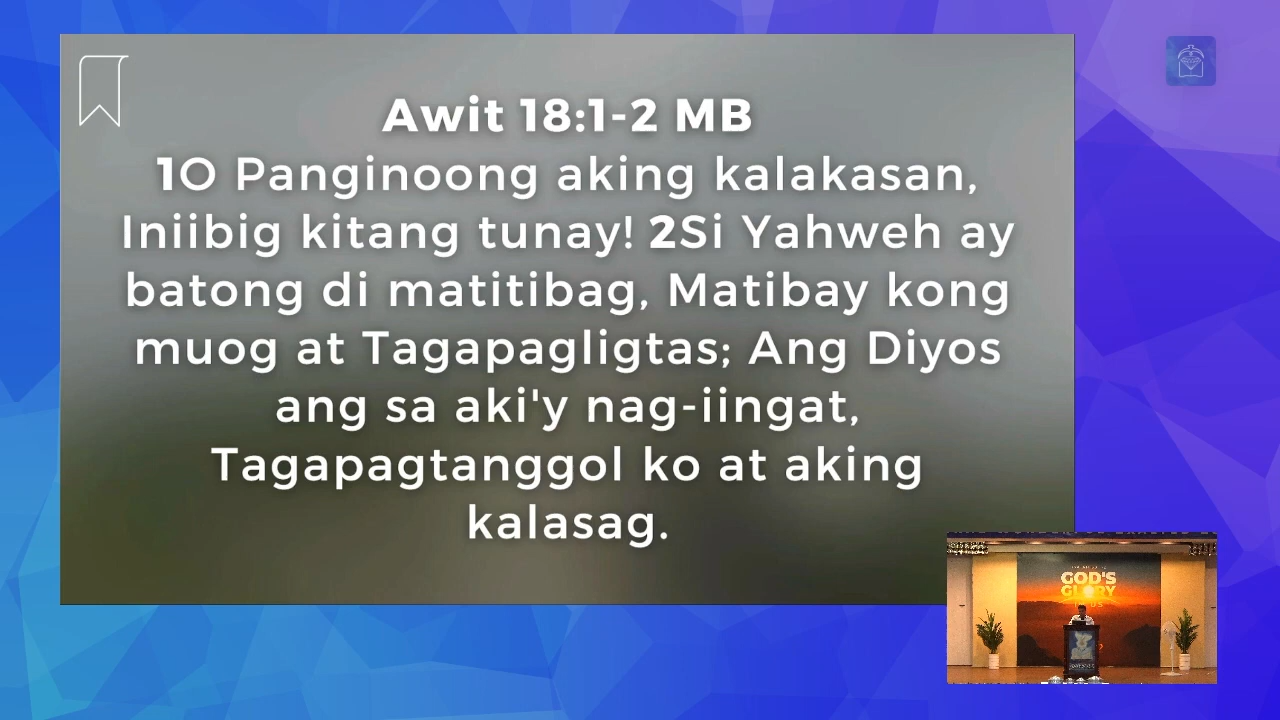 Awit 18:1-2 MB
1O Panginoong aking kalakasan,
Iniibig kitang tunay! 2Si Yahweh ay
batong di matitibag, Matibay kong
muog at Tagapagligtas; Ang Diyos
ang sa aki'y nag-iingat,
Tagapagtanggol ko at aking
kalasag.
GOD'S
GLORY